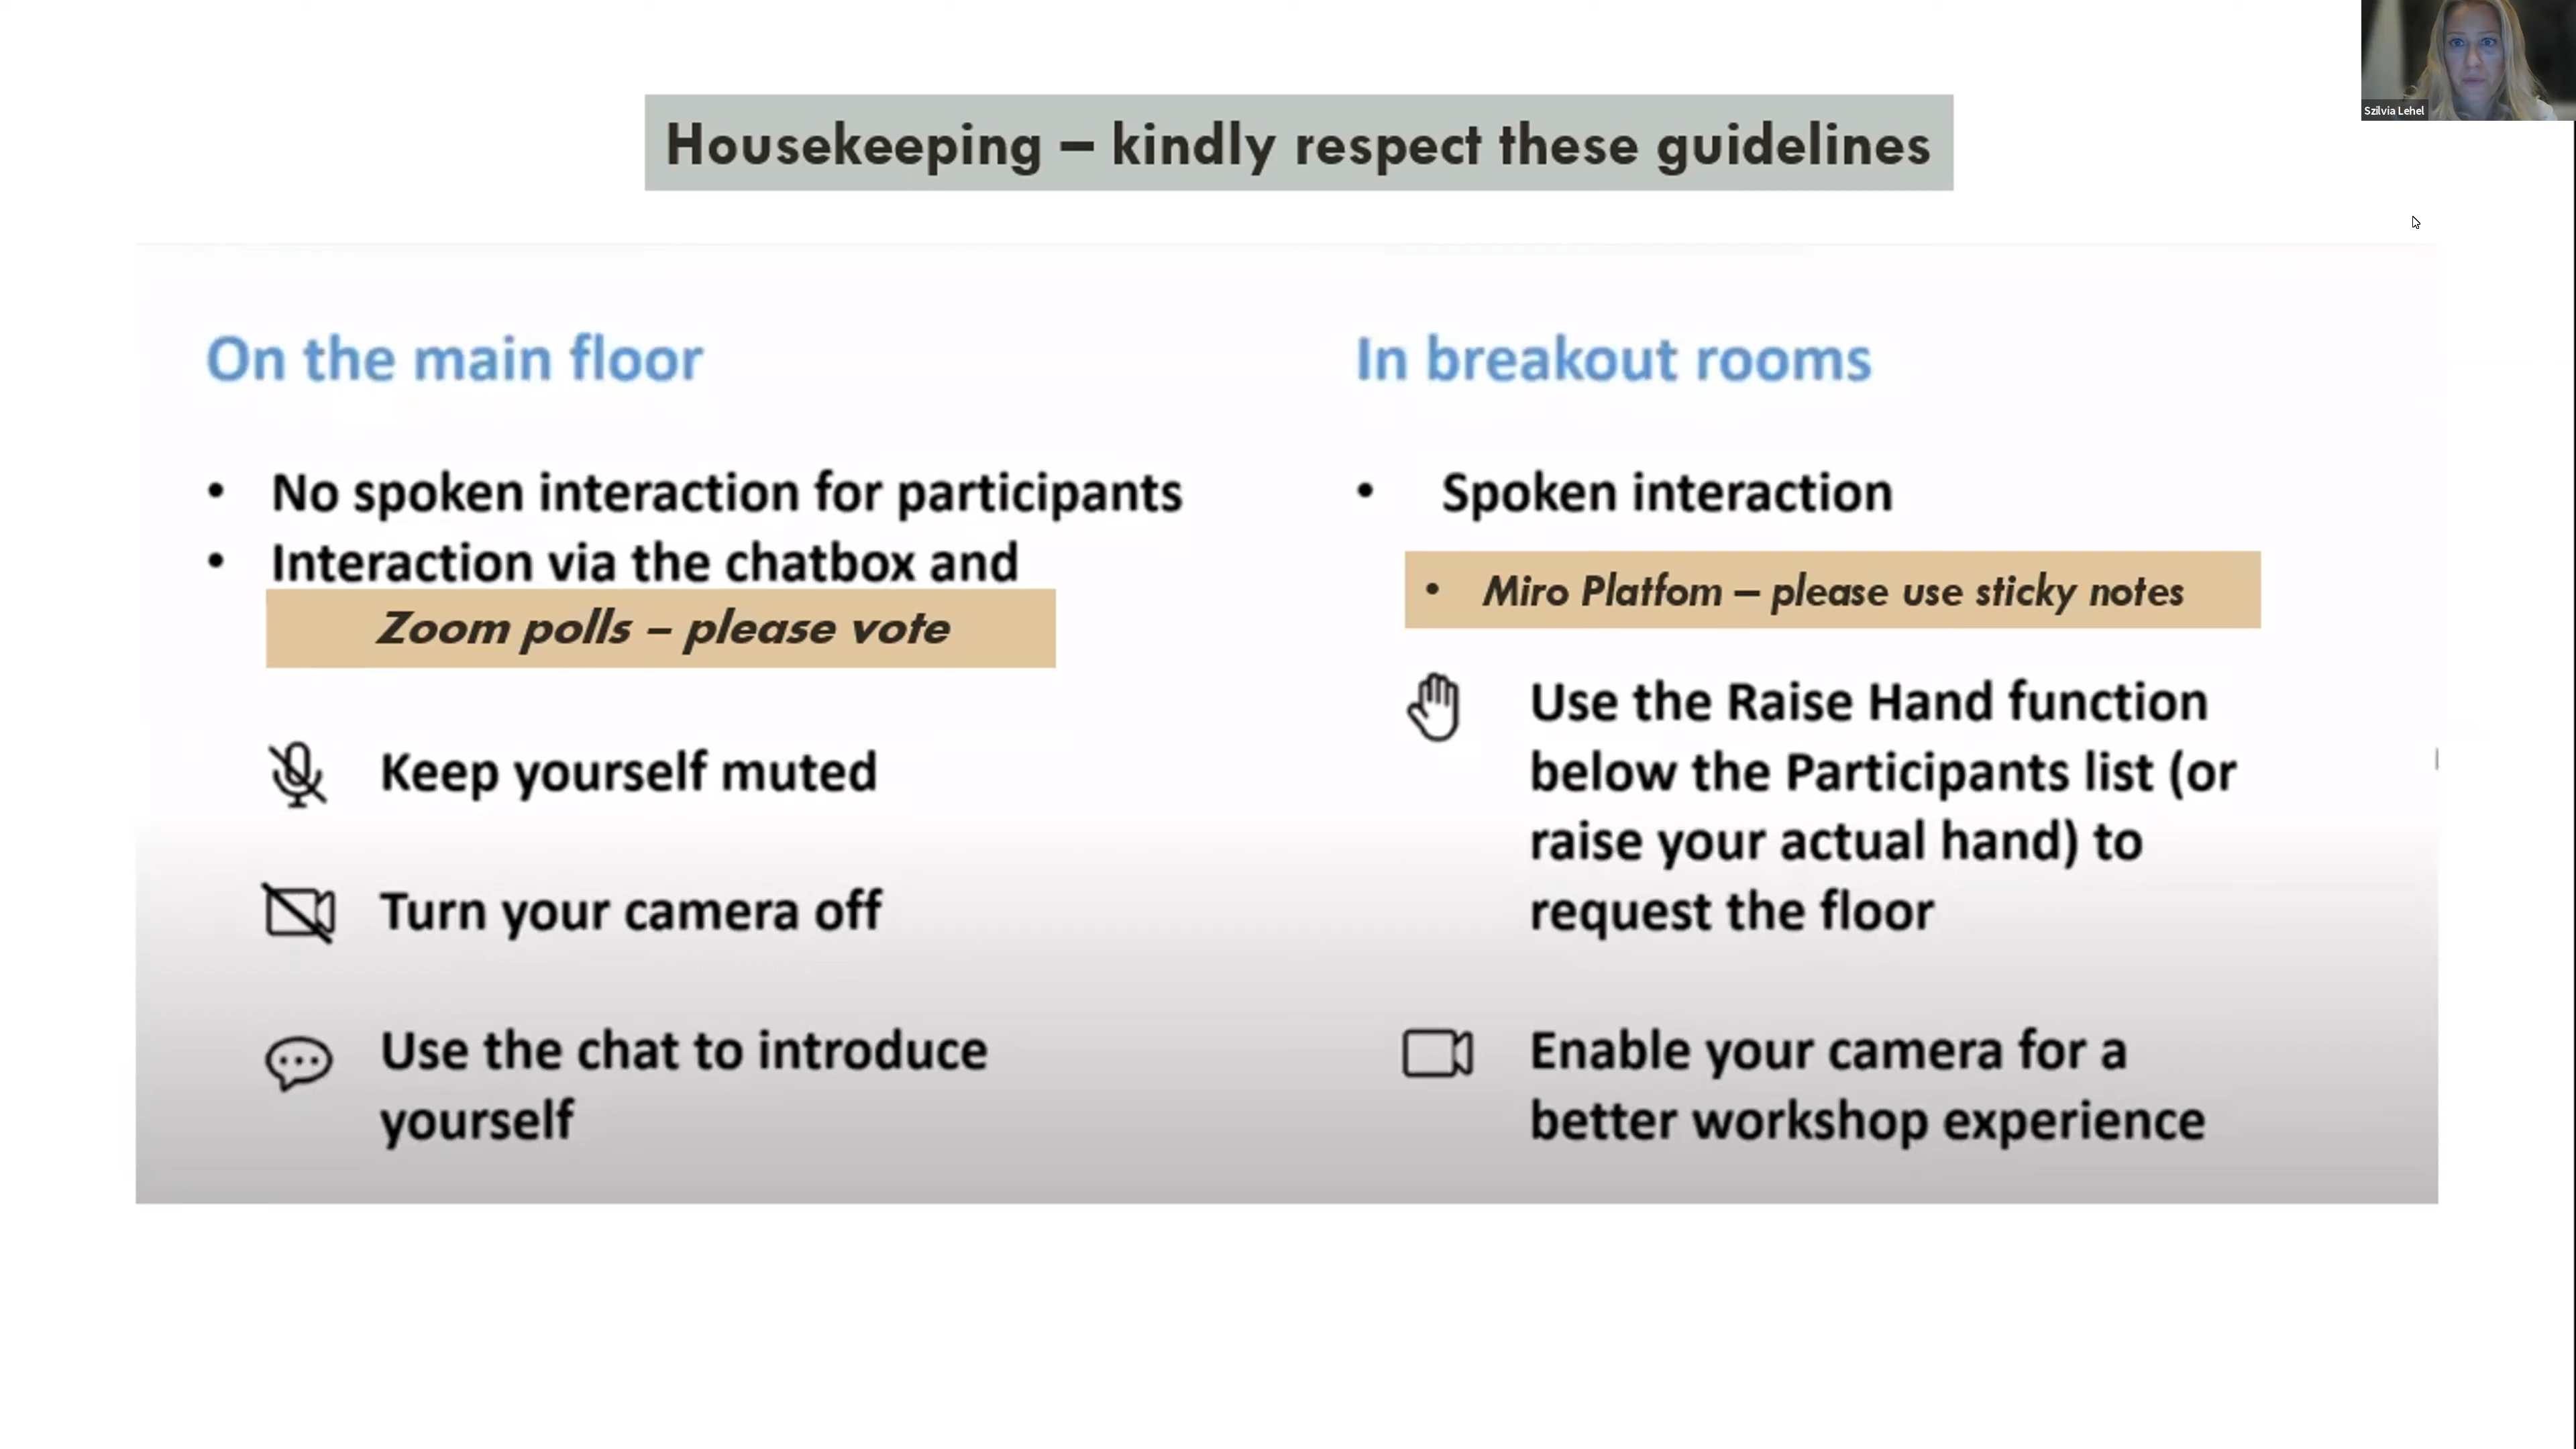 Szilvia Lehel
Housekeeping – kindly respect these guidelines
On the main floor
• No spoken interaction for participants
• Interaction via the chatbox and
Zoom polls – please vote
Keep yourself muted
Turn your camera off
Use the chat to introduce
yourself
In breakout rooms
• Spoken interaction
• Miro Platfom – please use sticky notes
Use the Raise Hand function
below the Participants list (or
raise your actual hand) to
request the floor
Enable your camera for a
better workshop experience